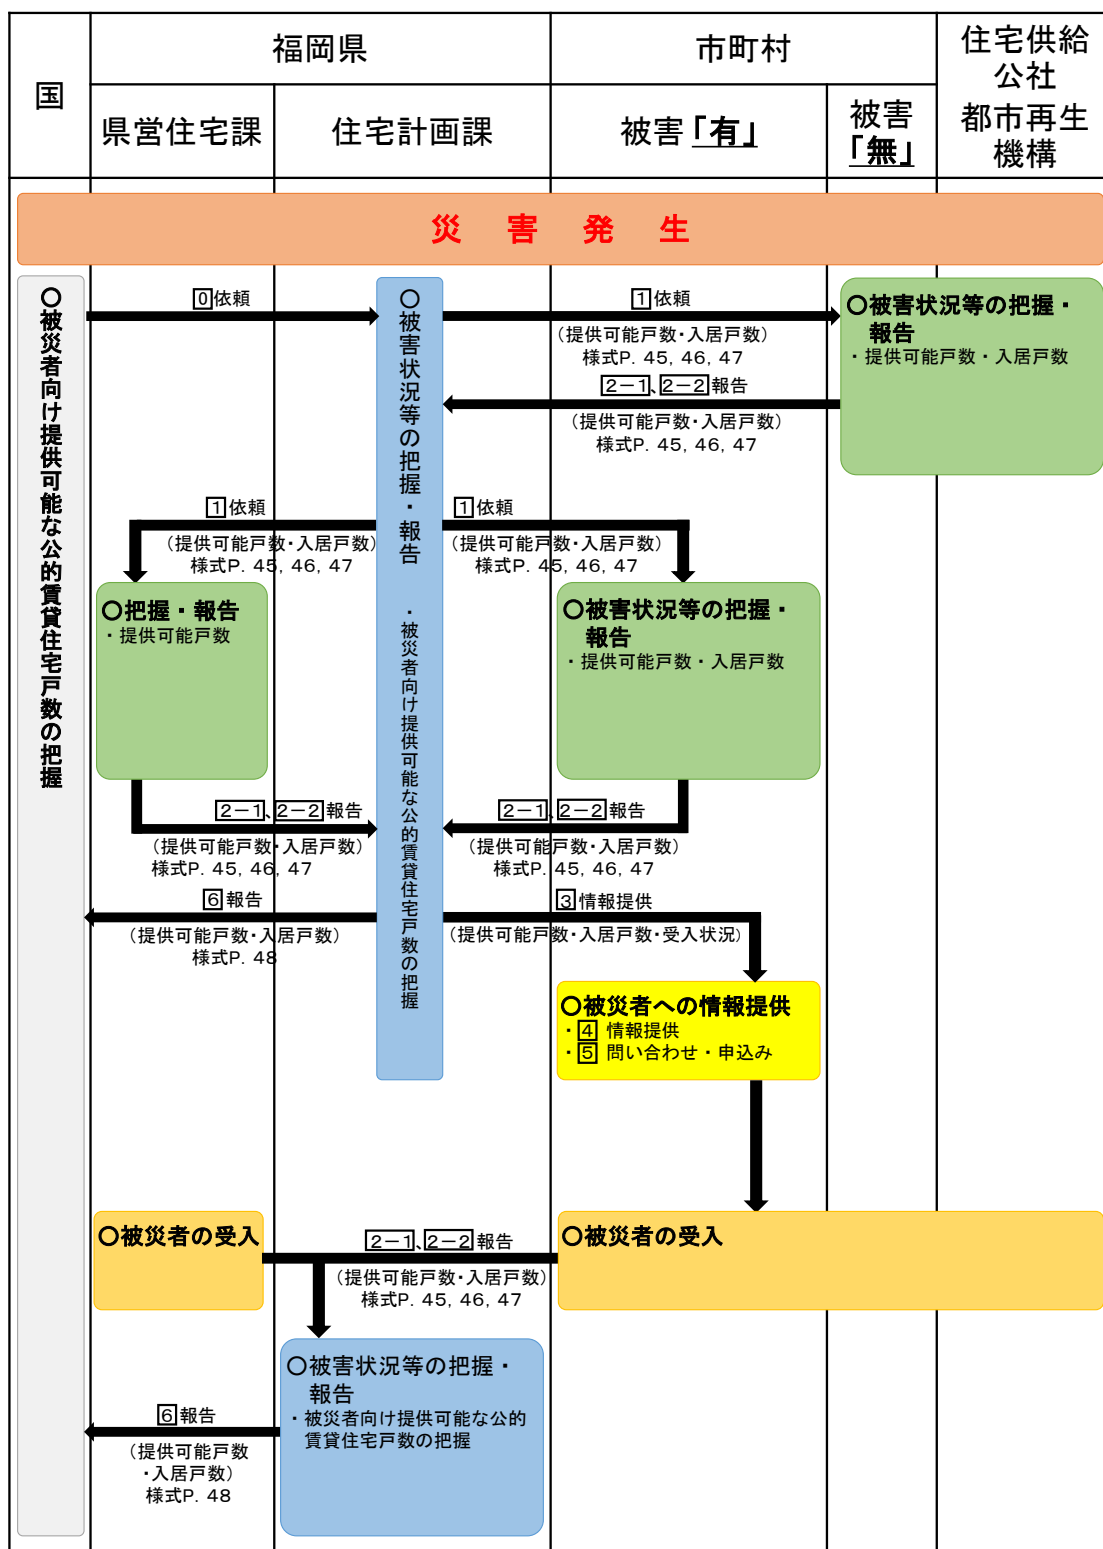 国
福岡県
市町村
住宅供給
公社
都市再生
機構
県営住宅課
住宅計画課
被害「有」
被害
「無」
災 害 発 生
〇被災者向け提供可能な公的賃貸住宅戸数の把握
0依頼
〇被害状況等の把握・報告
・被災者向け提供可能な公的賃貸住宅戸数の把握
1依頼
(提供可能戸数・入居戸数)
様式P. 45, 46, 47
2-1、2-2報告
(提供可能戸数・入居戸数)
様式P. 45, 46, 47
〇被害状況等の把握・
報告
・提供可能戸数・入居戸数
1依頼
(提供可能戸数・入居戸数)
様式P. 45, 46, 47
1依頼
(提供可能戸数・入居戸数)
様式P. 45, 46, 47
〇把握・報告
・提供可能戸数
〇被害状況等の把握・
報告
・提供可能戸数・入居戸数
2-1、2-2報告
(提供可能戸数・入居戸数)
様式P. 45, 46, 47
2-1、2-2報告
(提供可能戸数・入居戸数)
様式P. 45, 46, 47
6報告
(提供可能戸数・入居戸数)
様式P. 48
3情報提供
(提供可能戸数・入居戸数・受入状況)
〇被災者への情報提供
・4 情報提供
・5 問い合わせ・申込み
〇被災者の受入
2-1、2-2報告
(提供可能戸数・入居戸数)
様式P. 45, 46, 47
〇被災者の受入
〇被害状況等の把握・
報告
・被災者向け提供可能な公的
賃貸住宅戸数の把握
6報告
(提供可能戸数
・入居戸数)
様式P. 48